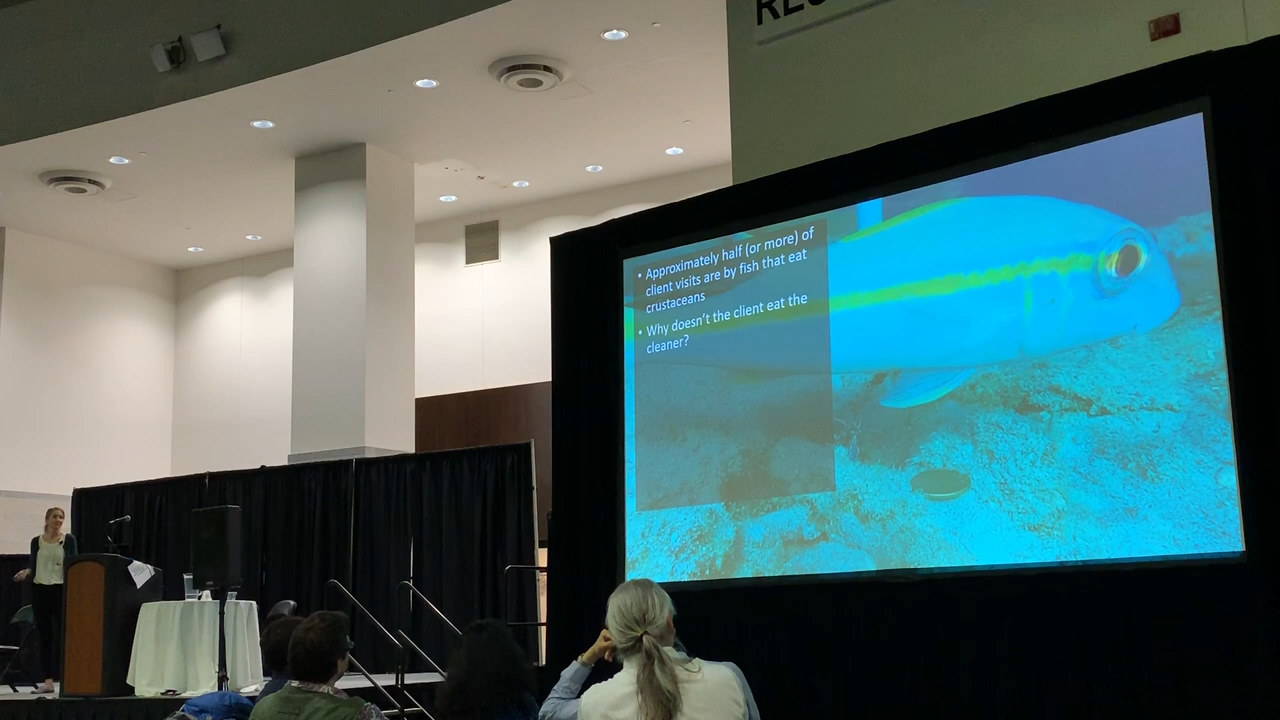 • Approximately half (or more) of
client visits are by fish that eat
crustaceans
• Why doesn't the client eat the
cleaner?